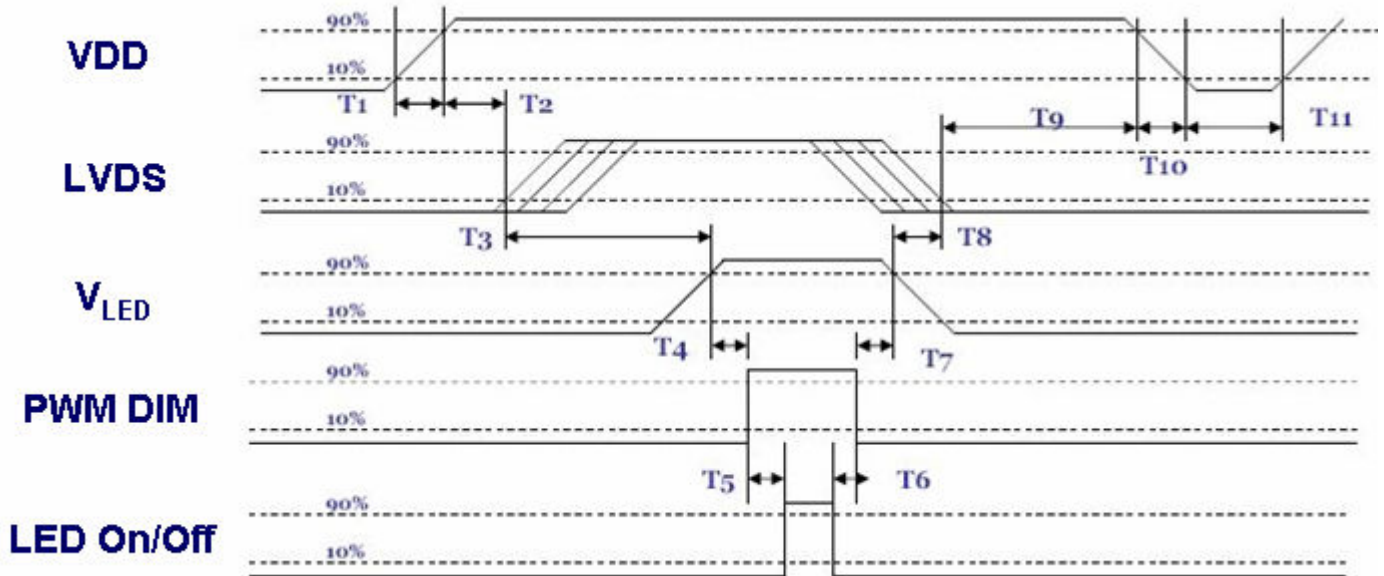 90%
VDD
10%
T1 T2 T9 T11
90%
T10
LVDS
10%
T3 T8
90%
V_LED
10%
T4 T7
90%
PWM DIM
10%
T5 T6
90%
LED On/Off
10%